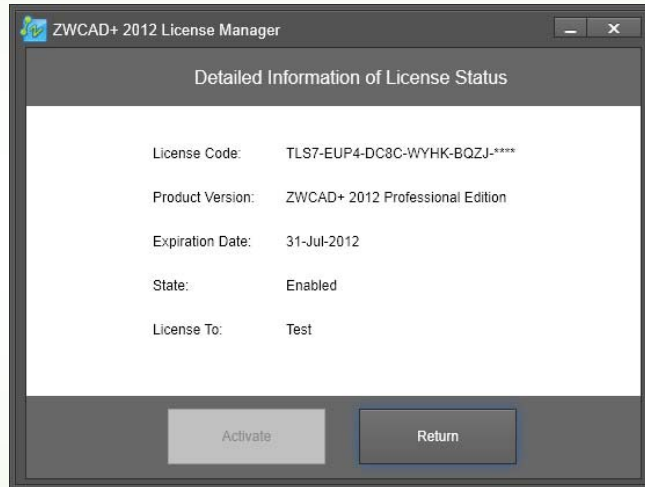 ZWCAD+ 2012 License Manager
Detailed Information of License Status
License Code: TLS7-EUP4-DC8C-WYHK-BQZJ-****
Product Version: ZWCAD+ 2012 Professional Edition
Expiration Date: 31-Jul-2012
State: Enabled
License To: Test
Activate Return